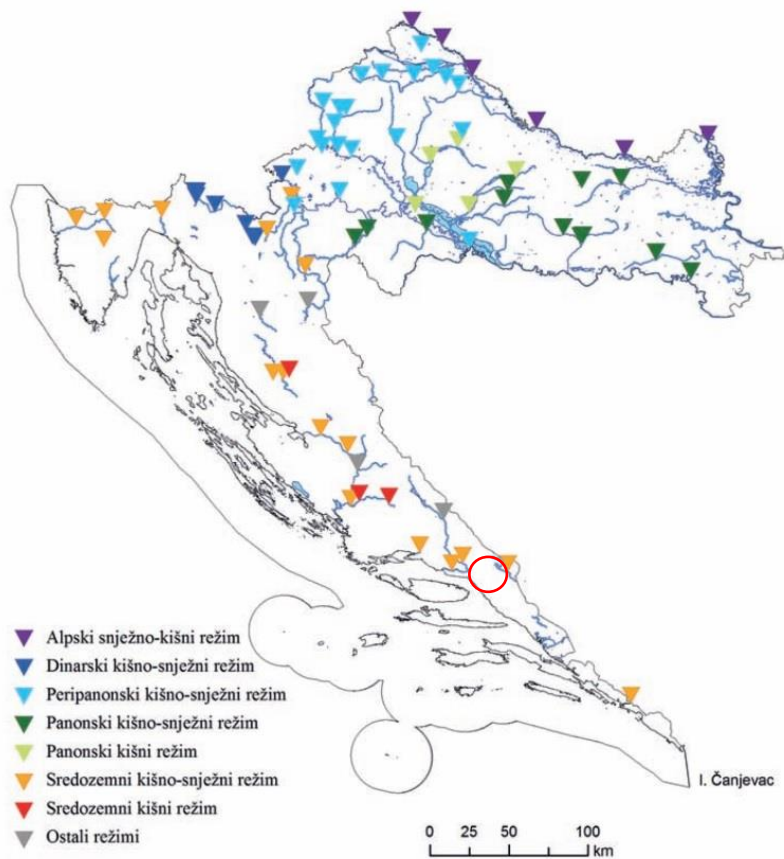 Alpski snježno-kišni režim
Dinarski kišno-snježni režim
Peripanonski kišno-snježni režim
Panonski kišno-snježni režim
Panonski kišni režim
Sredozemni kišno-snježni režim
Sredozemni kišni režim
Ostali režimi
I. Čanjevac
0 25 50 100
km